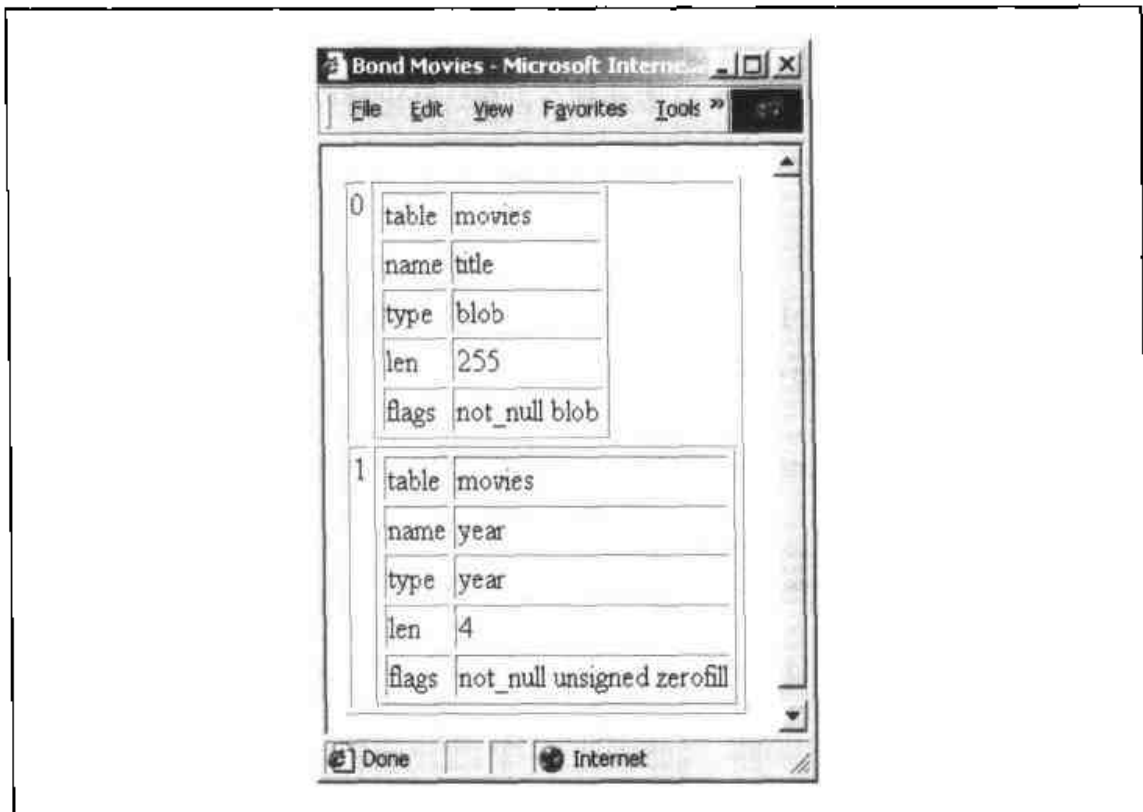 Bond Movies - Microsoft Interne...
File Edit View Favorites Tools »
0
table movies
name title
type blob
len 255
flags not_null blob
1
table movies
name year
type year
len 4
flags not_null unsigned zerofill
Done Internet